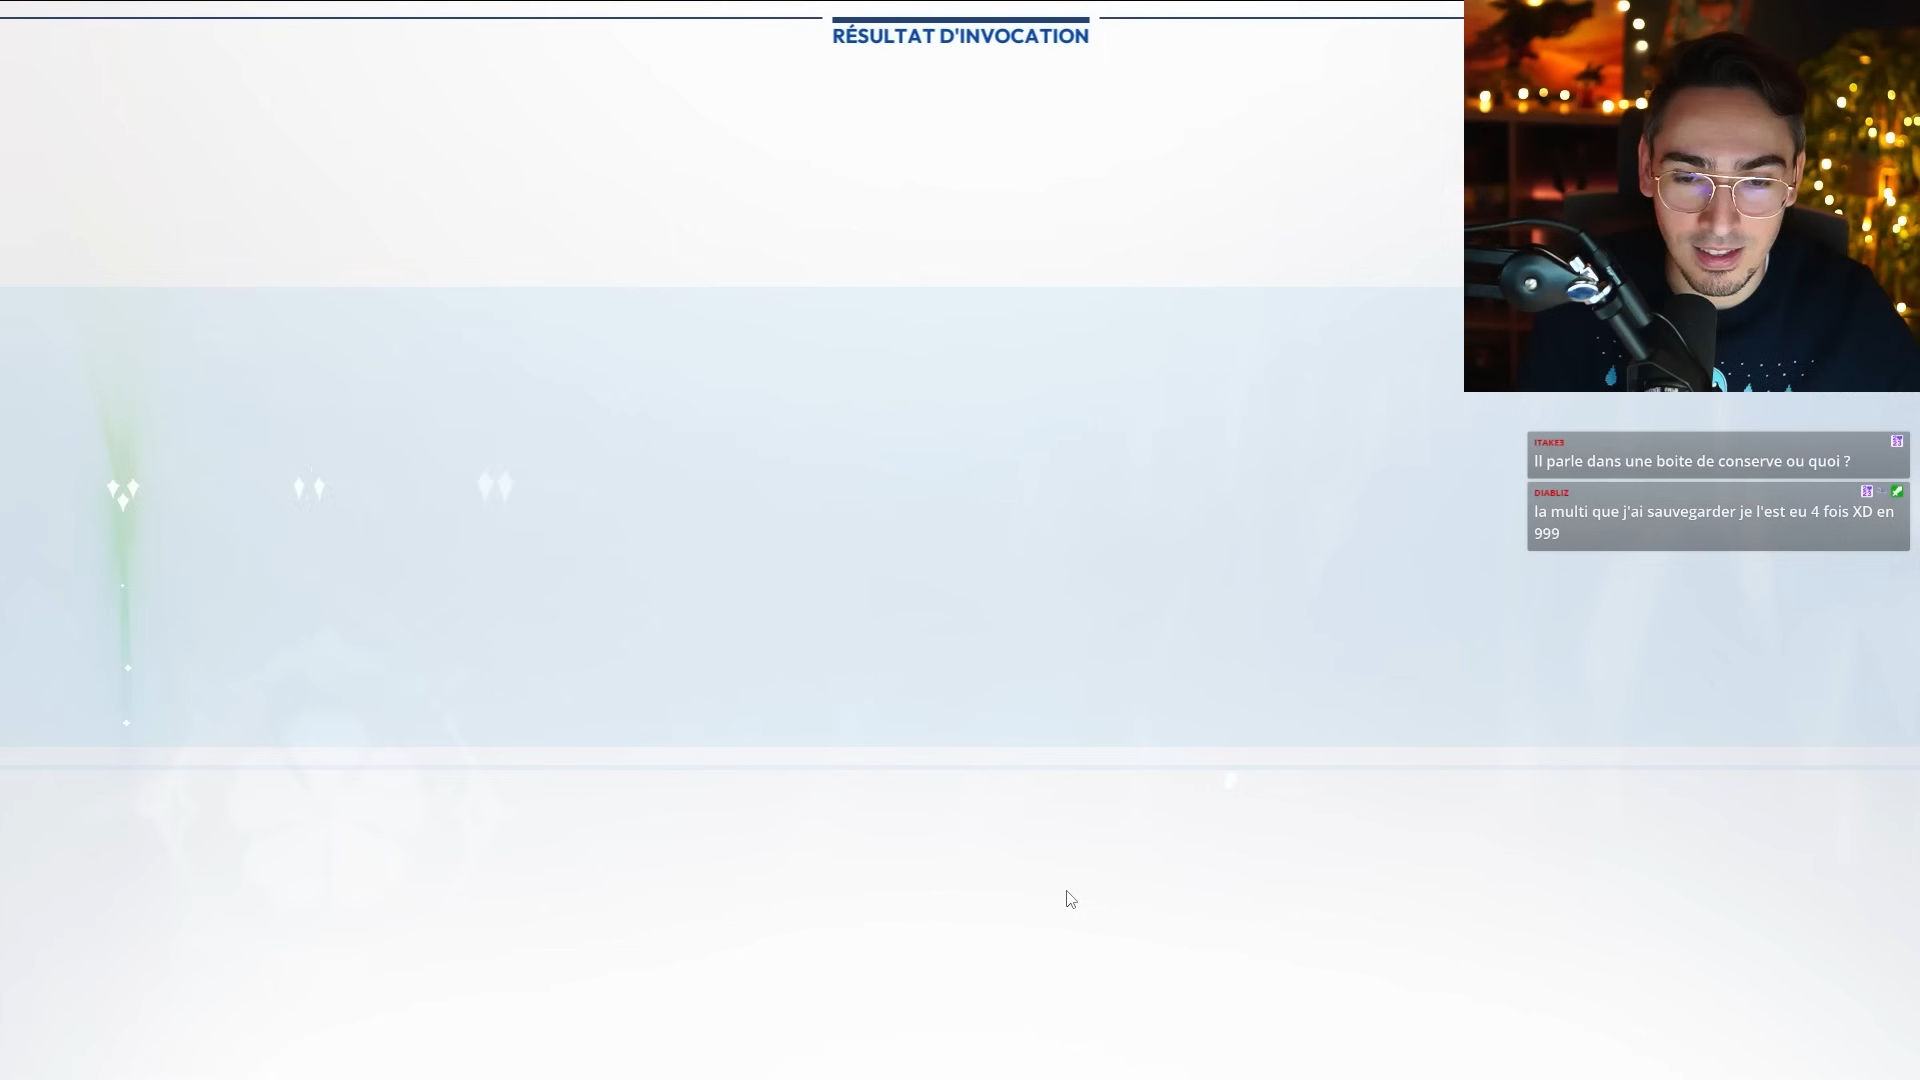 RÉSULTAT D'INVOCATION
ITAKE3
Il parle dans une boite de conserve ou quoi ?
DIABLIZ
la multi que j'ai sauvegarder je l'est eu 4 fois XD en
999